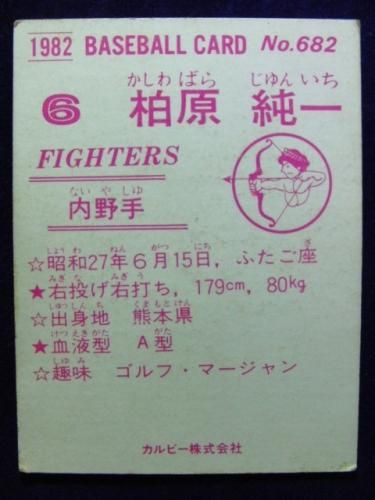 1982 BASEBALL CARD No.682
かしわ ばら じゅん いち
6 柏原 純一
FIGHTERS
ない や しゅ
内野手
しょう わ ねん がつ にち ざ
☆昭和27年6月15日, ふたご座
みぎ な みぎ う
★右投げ右打ち, 179cm, 80kg
しゅっ しん ち くま もと けん
☆出身地 熊本県
けつ えき がた がた
★血液型 A型
しゅ み
☆趣味 ゴルフ・マージャン
カルビー株式会社